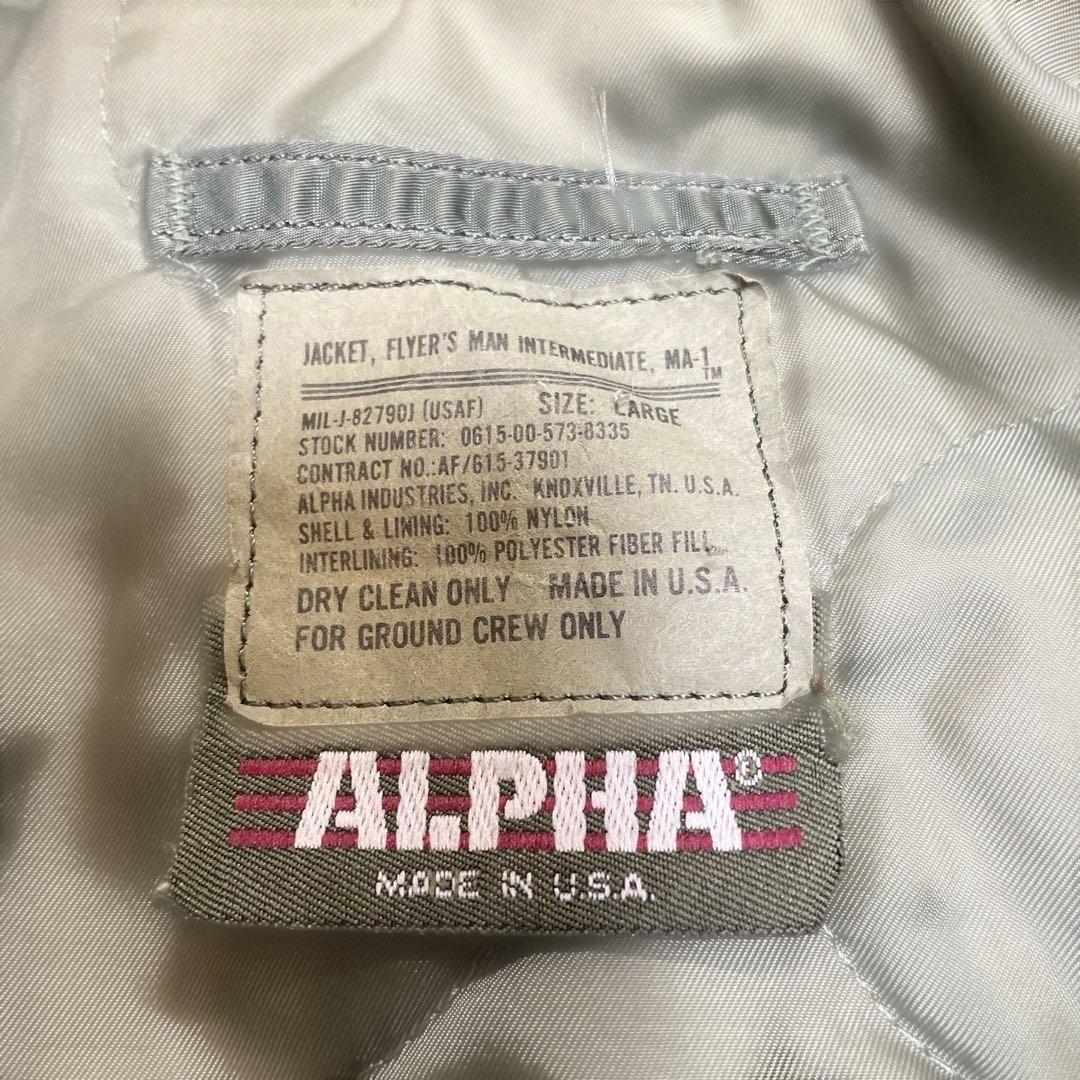 JACKET, FLYER'S MAN INTERMEDIATE, MA-1™
MIL-J-82790J (USAF) SIZE: LARGE
STOCK NUMBER: 0615-00-573-8335
CONTRACT NO.:AF/615-37901
ALPHA INDUSTRIES, INC. KNOXVILLE, TN. U.S.A.
SHELL & LINING: 100% NYLON
INTERLINING: 100% POLYESTER FIBER FILL
DRY CLEAN ONLY MADE IN U.S.A.
FOR GROUND CREW ONLY
ALPHA®
MADE IN U.S.A.